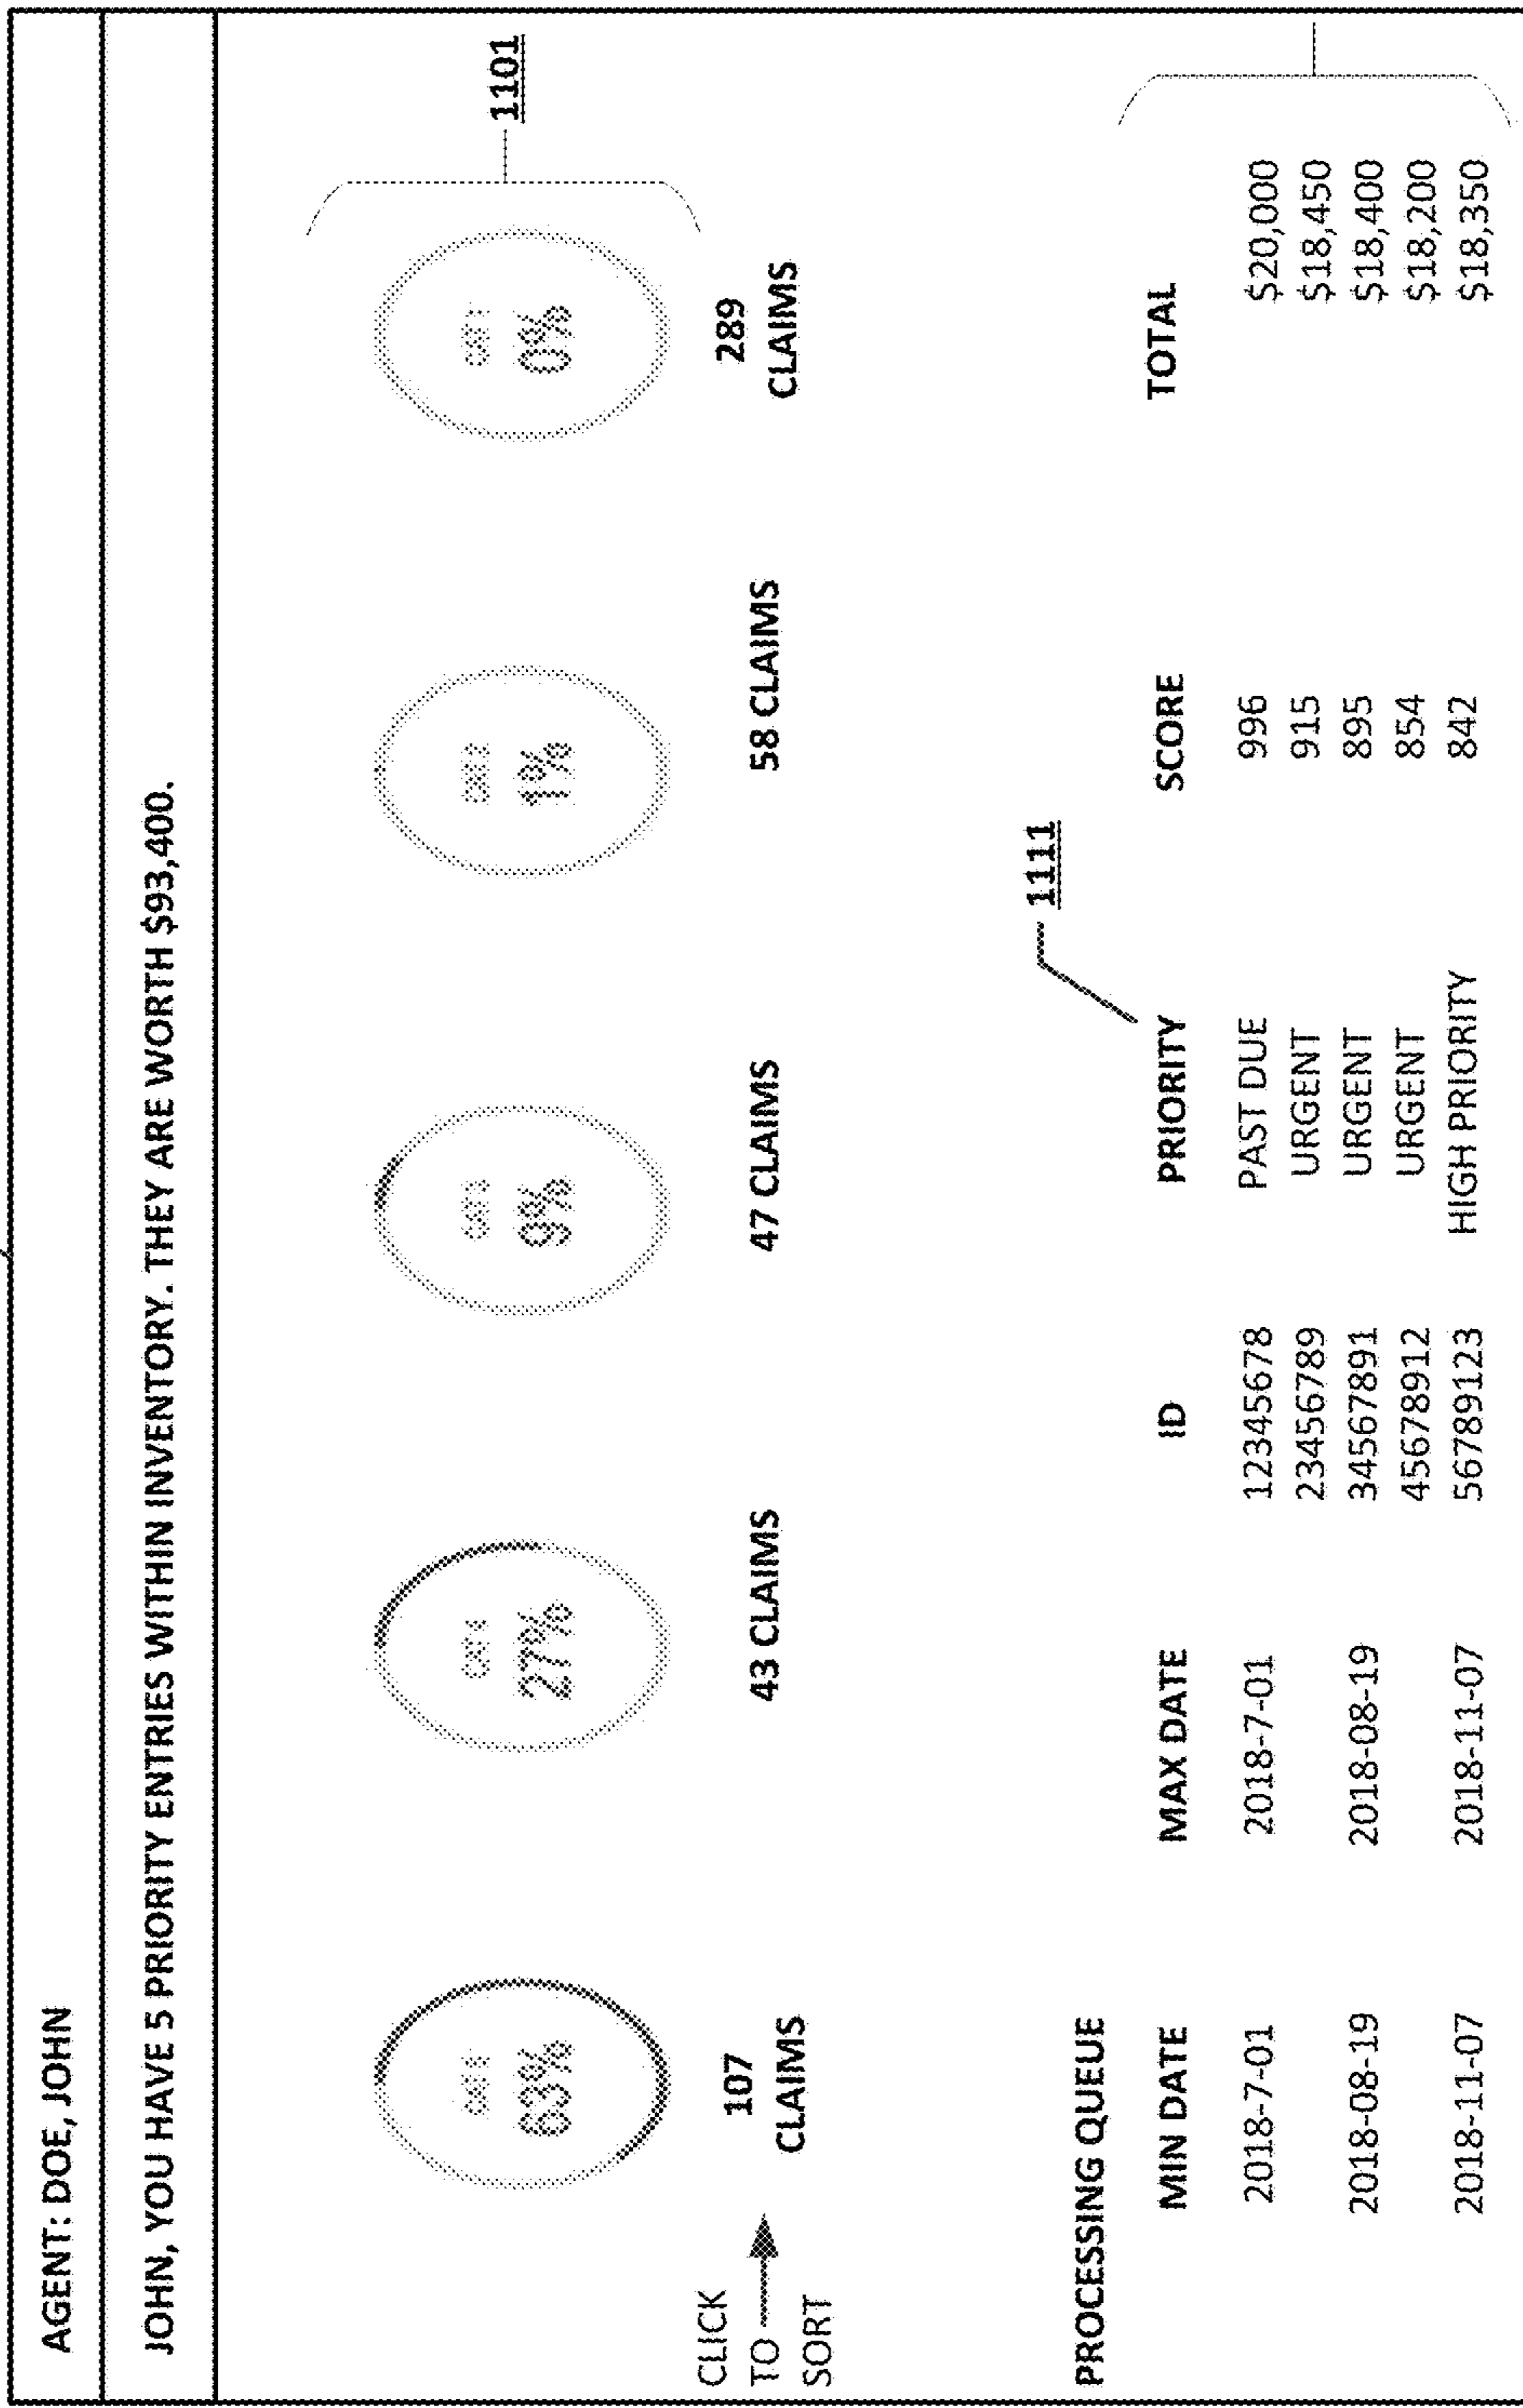 AGENT: DOE, JOHN
JOHN, YOU HAVE 5 PRIORITY ENTRIES WITHIN INVENTORY. THEY ARE WORTH $93,400.
1101
63% 27% 9% 1% 0%
CLICK TO SORT
107 CLAIMS 43 CLAIMS 47 CLAIMS 58 CLAIMS 289 CLAIMS
1111
PROCESSING QUEUE
MIN DATE MAX DATE ID PRIORITY SCORE TOTAL
2018-7-01 2018-7-01 12345678 PAST DUE 996 $20,000
23456789 URGENT 915 $18,450
2018-08-19 2018-08-19 34567891 URGENT 895 $18,400
45678912 URGENT 854 $18,200
2018-11-07 2018-11-07 56789123 HIGH PRIORITY 842 $18,350